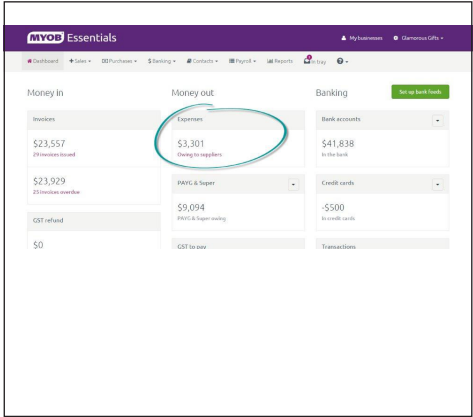 MYOB Essentials
My businesses Glamorous Gifts
Dashboard + Sales Purchases $ Banking Contacts Payroll Reports In tray ?
Money in
Invoices
$23,557
29 invoices issued
$23,929
25 invoices overdue
GST refund
$0
Money out
Expenses
$3,301
Owing to suppliers
PAYG & Super
$9,094
PAYG & Super owing
GST to pay
Banking
Set up bank feeds
Bank accounts
$41,838
In the bank
Credit cards
-$500
In credit cards
Transactions